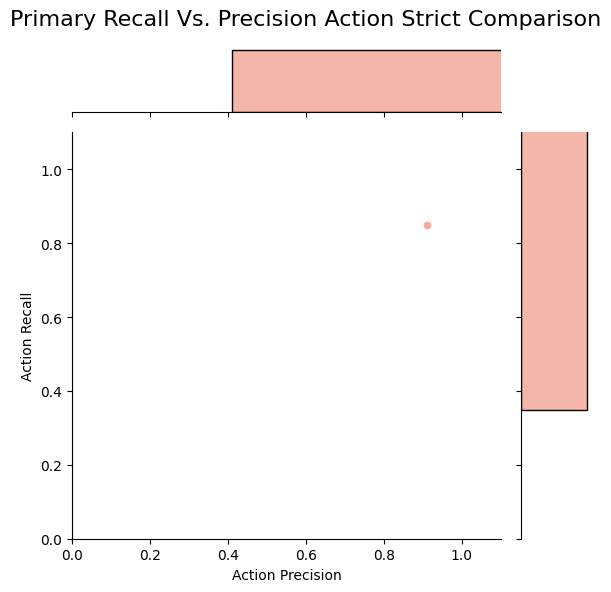 Primary Recall Vs. Precision Action Strict Comparison
1.0
0.8
0.6
0.4
0.2
0.0
Action Recall
0.0 0.2 0.4 0.6 0.8 1.0
Action Precision